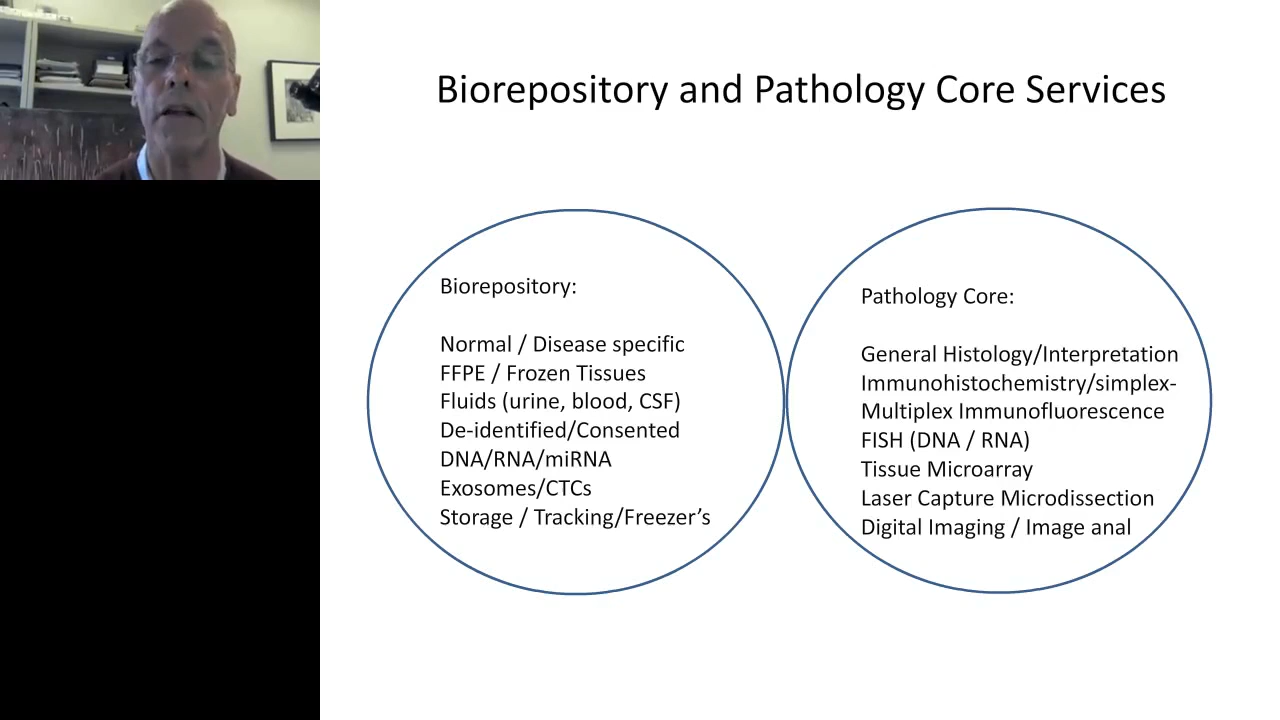 Biorepository and Pathology Core Services
Biorepository:
Normal / Disease specific
FFPE / Frozen Tissues
Fluids (urine, blood, CSF)
De-identified/Consented
DNA/RNA/miRNA
Exosomes/CTCs
Storage / Tracking/Freezer’s
Pathology Core:
General Histology/Interpretation
Immunohistochemistry/simplex-
Multiplex Immunofluorescence
FISH (DNA / RNA)
Tissue Microarray
Laser Capture Microdissection
Digital Imaging / Image anal